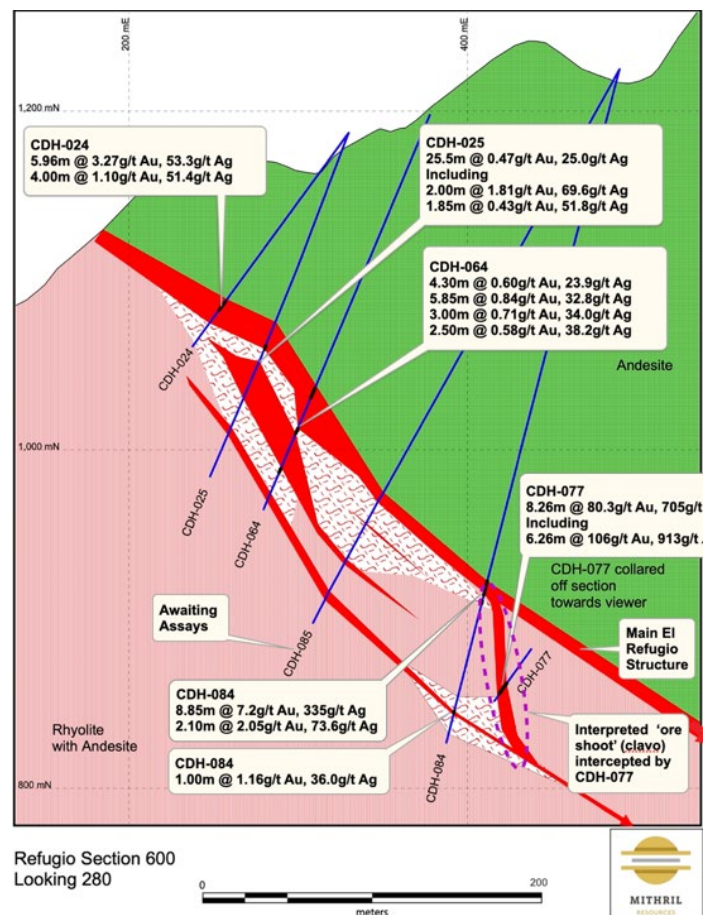 200 mE
400 mE
1,200 mN
CDH-024
5.96m @ 3.27g/t Au, 53.3g/t Ag
4.00m @ 1.10g/t Au, 51.4g/t Ag
CDH-025
25.5m @ 0.47g/t Au, 25.0g/t Ag
Including
2.00m @ 1.81g/t Au, 69.6g/t Ag
1.85m @ 0.43g/t Au, 51.8g/t Ag
CDH-064
4.30m @ 0.60g/t Au, 23.9g/t Ag
5.85m @ 0.84g/t Au, 32.8g/t Ag
3.00m @ 0.71g/t Au, 34.0g/t Ag
2.50m @ 0.58g/t Au, 38.2g/t Ag
CDH-024
Andesite
1,000 mN
CDH-025
CDH-064
CDH-077
8.26m @ 80.3g/t Au, 705g/t
Including
6.26m @ 106g/t Au, 913g/t
CDH-077 collared
off section
towards viewer
Awaiting
Assays
CDH-085
CDH-077
Main El
Refugio
Structure
CDH-084
8.85m @ 7.2g/t Au, 335g/t Ag
2.10m @ 2.05g/t Au, 73.6g/t Ag
Rhyolite
with Andesite
CDH-084
1.00m @ 1.16g/t Au, 36.0g/t Ag
CDH-084
Interpreted 'ore
shoot' (clavo)
intercepted by
CDH-077
800 mN
Refugio Section 600
Looking 280
0
200
meters
MITHRIL
RESOURCES